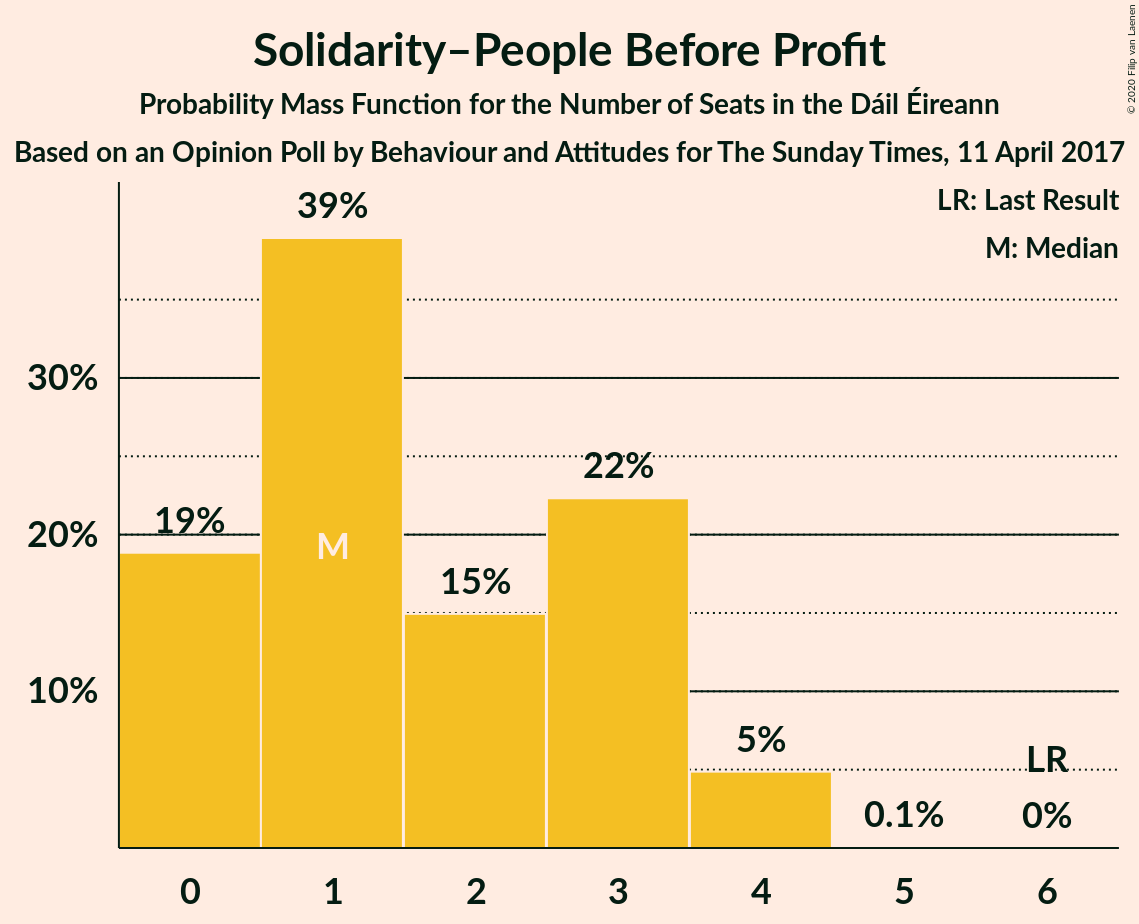 Solidarity–People Before Profit
Probability Mass Function for the Number of Seats in the Dáil Éireann
Based on an Opinion Poll by Behaviour and Attitudes for The Sunday Times, 11 April 2017
© 2020 Filip van Laenen
LR: Last Result
M: Median
39%
30%
22%
19%
20%
M
15%
10%
5%
LR
0.1%
0%
0 1 2 3 4 5 6